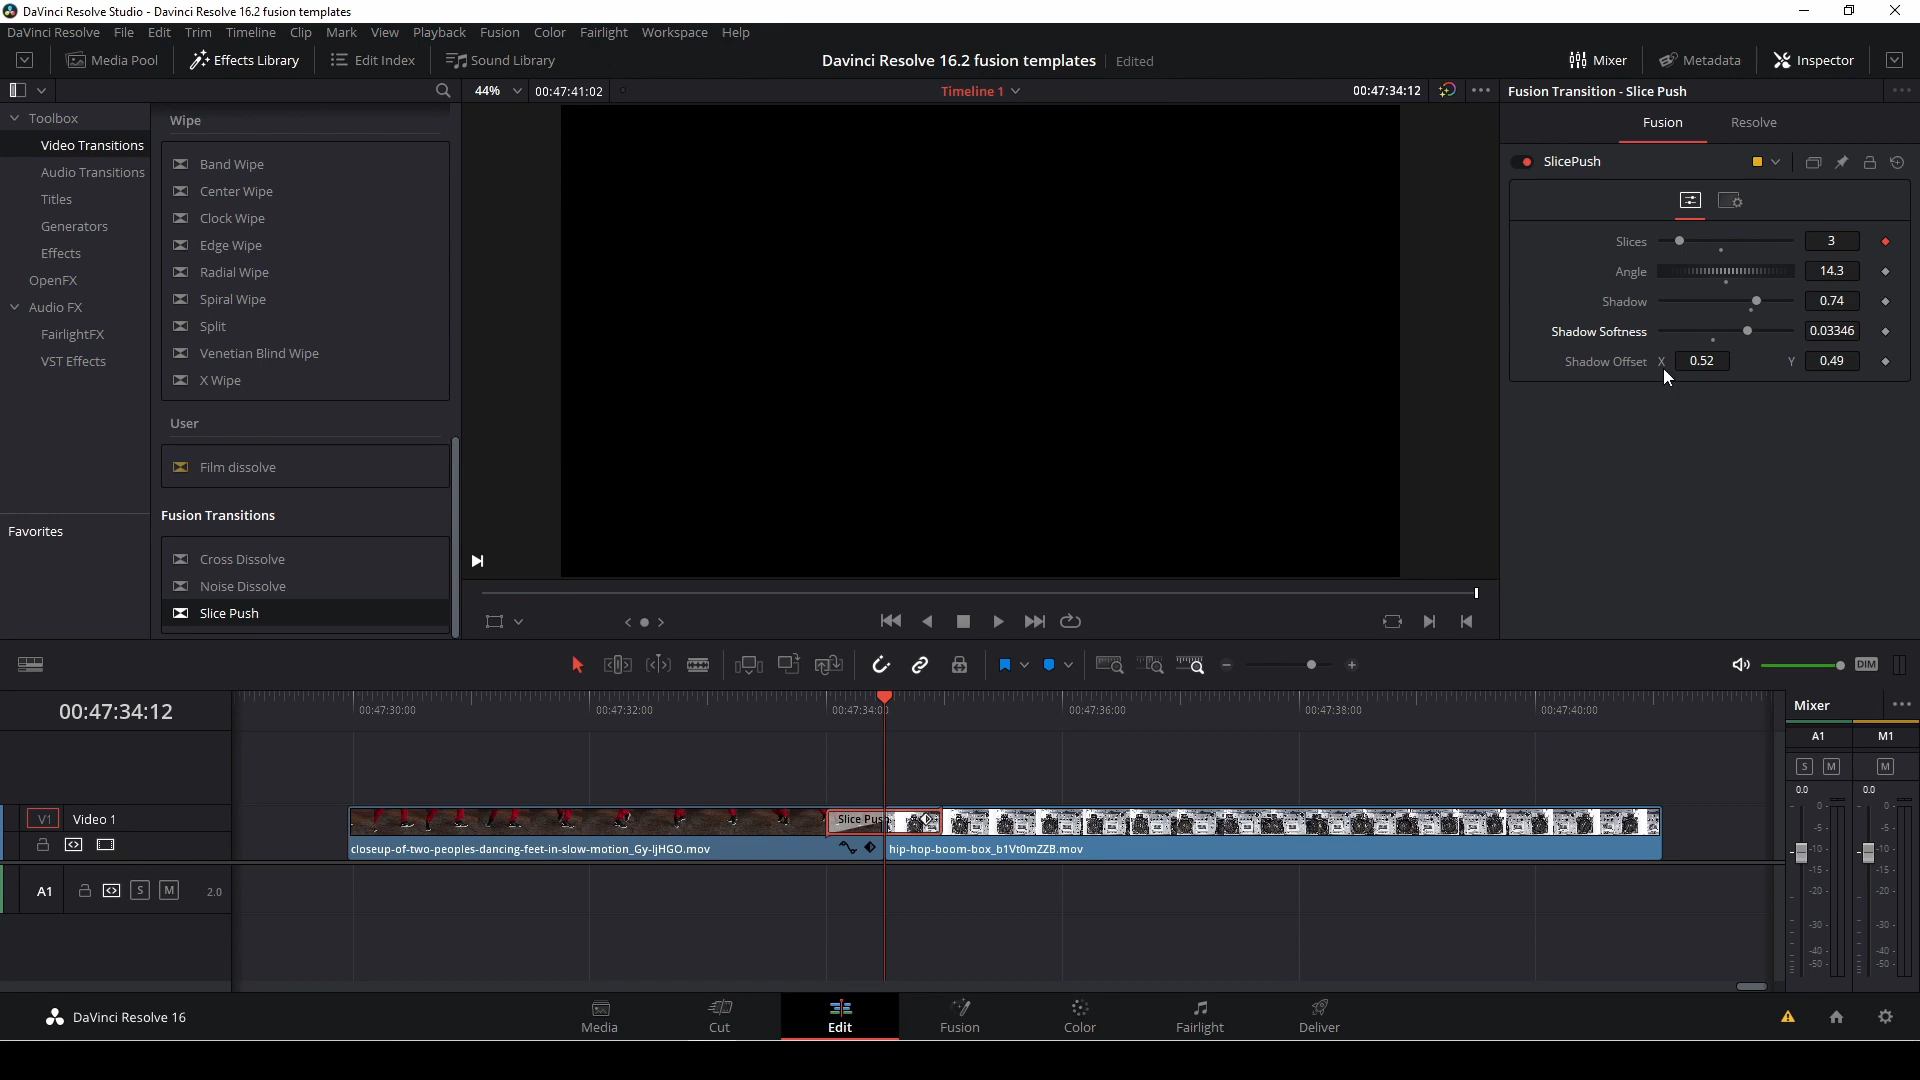 DaVinci Resolve Studio - Davinci Resolve 16.2 fusion templates
DaVinci Resolve File Edit Trim Timeline Clip Mark View Playback Fusion Color Fairlight Workspace Help
Media Pool Effects Library Edit Index Sound Library Davinci Resolve 16.2 fusion templates Edited Mixer Metadata Inspector
44% 00:47:41:02 Timeline 1 00:47:34:12 Fusion Transition - Slice Push
Toolbox
Video Transitions
Audio Transitions
Titles
Generators
Effects
OpenFX
Audio FX
FairlightFX
VST Effects
Favorites
Wipe
Band Wipe
Center Wipe
Clock Wipe
Edge Wipe
Radial Wipe
Spiral Wipe
Split
Venetian Blind Wipe
X Wipe
User
Film dissolve
Fusion Transitions
Cross Dissolve
Noise Dissolve
Slice Push
Fusion Resolve
SlicePush
Slices 3
Angle 14.3
Shadow 0.74
Shadow Softness 0.03346
Shadow Offset X 0.52 Y 0.49
DIM
00:47:34:12
00:47:30:00 00:47:32:00 00:47:34:00 00:47:36:00 00:47:38:00 00:47:40:00
V1 Video 1
Slice Push
closeup-of-two-peoples-dancing-feet-in-slow-motion_Gy-IjHGO.mov
hip-hop-boom-box_b1Vt0mZZB.mov
A1 S M 2.0
Mixer
A1 M1
S M M
0.0 0.0
0 0
-5 -5
-10 -10
-15 -15
-20 -20
-30 -30
-40 -40
-50 -50
DaVinci Resolve 16
Media Cut Edit Fusion Color Fairlight Deliver